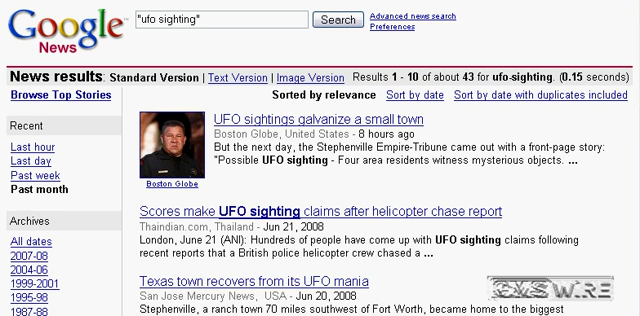 Google News
"ufo sighting"
Search
Advanced news search
Preferences
News results: Standard Version | Text Version | Image Version Results 1 - 10 of about 43 for ufo-sighting. (0.15 seconds)
Browse Top Stories
Sorted by relevance Sort by date Sort by date with duplicates included
Recent
Last hour
Last day
Past week
Past month
Archives
All dates
2007-08
2004-06
1999-2001
1995-98
1987-88
Boston Globe
UFO sightings galvanize a small town
Boston Globe, United States - 8 hours ago
But the next day, the Stephenville Empire-Tribune came out with a front-page story:
"Possible UFO sighting - Four area residents witness mysterious objects. ...
Scores make UFO sighting claims after helicopter chase report
Thaindian.com, Thailand - Jun 21, 2008
London, June 21 (ANI): Hundreds of people have come up with UFO sighting claims following
recent reports that a British police helicopter crew chased a ...
Texas town recovers from its UFO mania
San Jose Mercury News, USA - Jun 20, 2008
Stephenville, a ranch town 70 miles southwest of Fort Worth, became home to the biggest